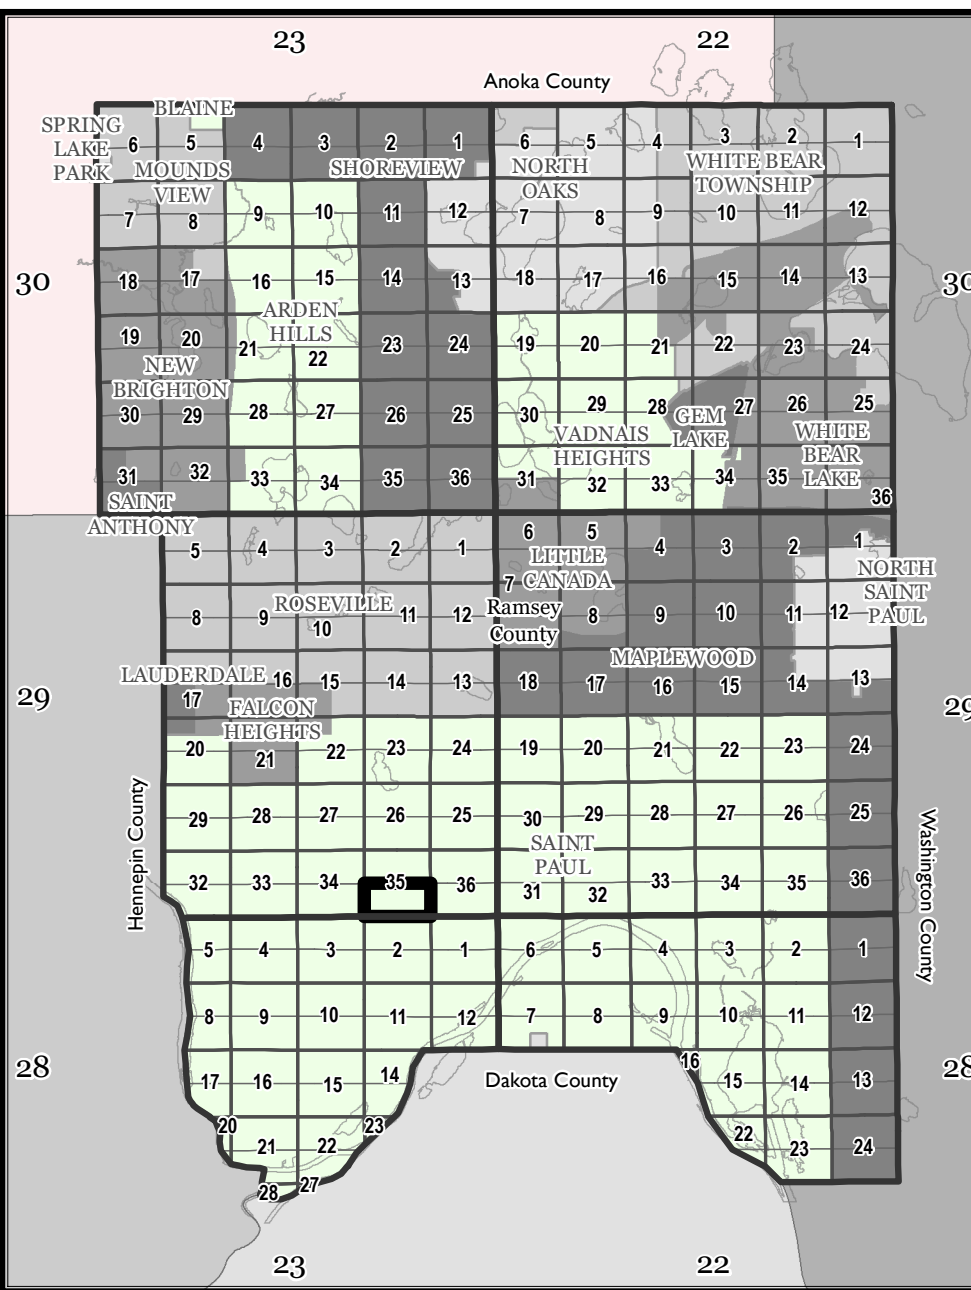 23 22
Anoka County
BLAINE
SPRING
LAKE
PARK
6 5 4 3 2 1 6 5 4 3 2 1
MOUNDS
VIEW
SHOREVIEW
NORTH
OAKS
WHITE BEAR
TOWNSHIP
7 8 9 10 11 12 7 8 9 10 11 12
30 18 17 16 15 14 13 18 17 16 15 14 13 30
ARDEN
HILLS
19 20 21 22 23 24 19 20 21 22 23 24
NEW
BRIGHTON
30 29 28 27 26 25 30 29 28 27 26 25
GEM
LAKE
VADNAIS
HEIGHTS
WHITE
BEAR
LAKE
31 32 33 34 35 36 31 32 33 34 35 36
SAINT
ANTHONY
5 4 3 2 1 6 5 4 3 2 1
LITTLE
CANADA
NORTH
SAINT
PAUL
ROSEVILLE
8 9 10 11 12 7 8 9 10 11 12
Ramsey
County
LAUDERDALE
MAPLEWOOD
29 17 16 15 14 13 18 17 16 15 14 13 29
FALCON
HEIGHTS
20 21 22 23 24 19 20 21 22 23 24
29 28 27 26 25 30 29 28 27 26 25
SAINT
PAUL
Hennepin County
Washington County
32 33 34 35 36 31 32 33 34 35 36
5 4 3 2 1 6 5 4 3 2 1
8 9 10 11 12 7 8 9 10 11 12
28 17 16 15 14 16 15 14 13 28
Dakota County
20 21 22 23 22 23 24
28 27
23 22